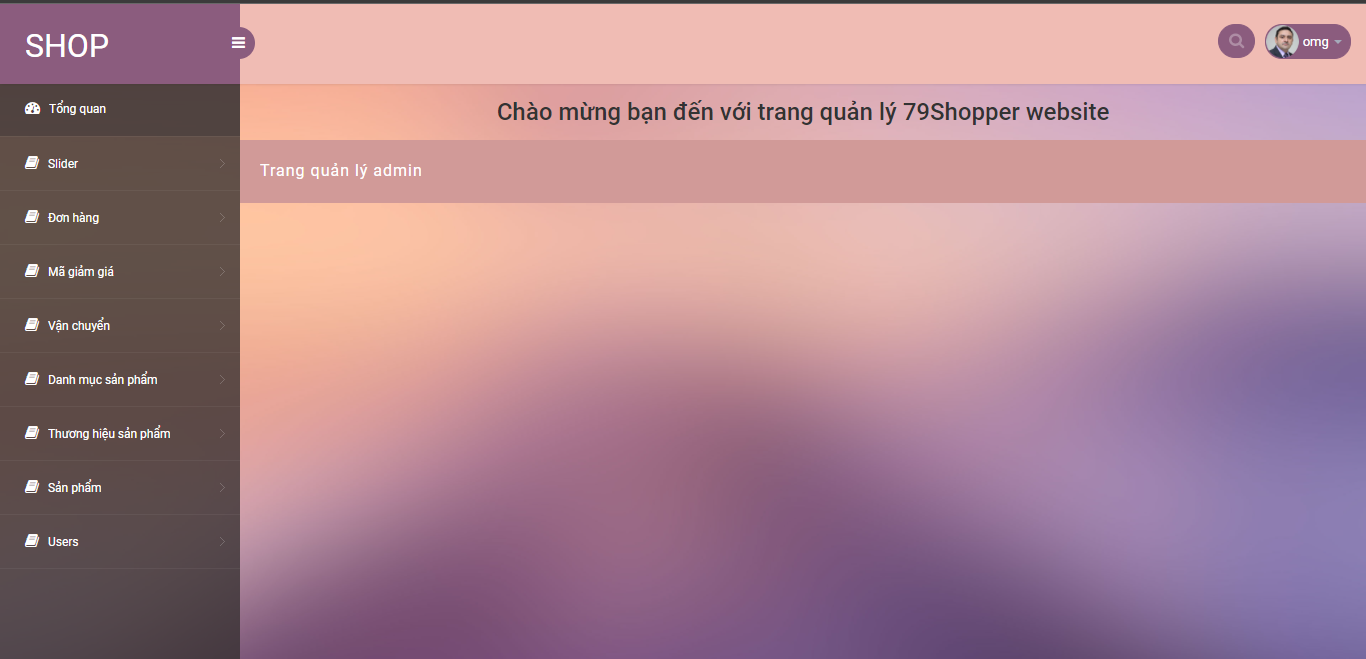 SHOP
omg
Tổng quan
Chào mừng bạn đến với trang quản lý 79Shopper website
Slider
Trang quản lý admin
Đơn hàng
Mã giảm giá
Vận chuyển
Danh mục sản phẩm
Thương hiệu sản phẩm
Sản phẩm
Users